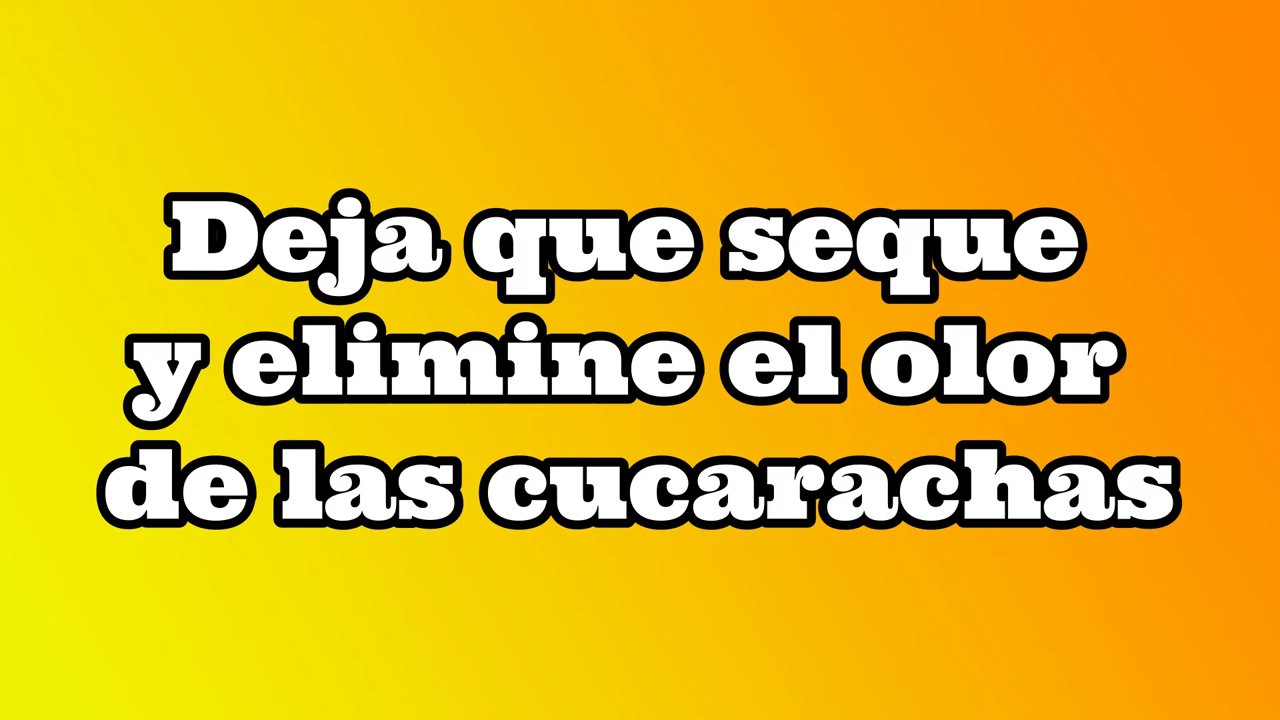 Deja que seque
y elimine el olor
de las cucarachas